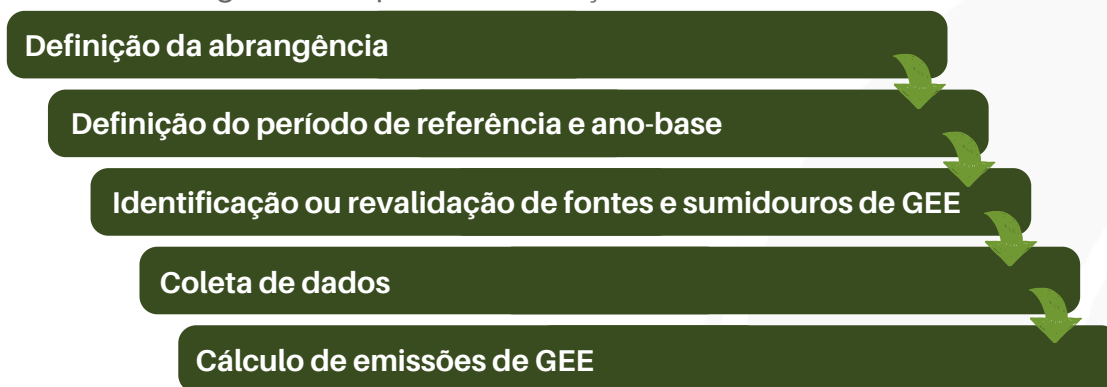 Definição da abrangência
Definição do período de referência e ano-base
Identificação ou revalidação de fontes e sumidouros de GEE
Coleta de dados
Cálculo de emissões de GEE